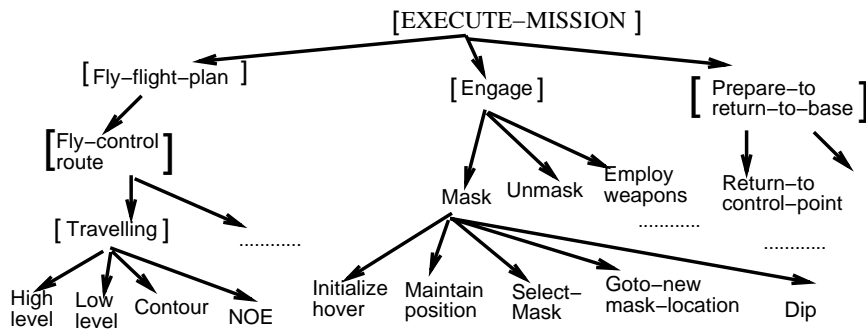 [EXECUTE−MISSION]
[Fly−flight−plan]
[Engage]
[Prepare−to
return−to−base]
[Fly−control
route]
Mask
Unmask
Employ
weapons
Return−to
control−point
[Travelling]
............
............
............
High
level
Low
level
Contour
NOE
Initialize
hover
Maintain
position
Select−
Mask
Goto−new
mask−location
Dip